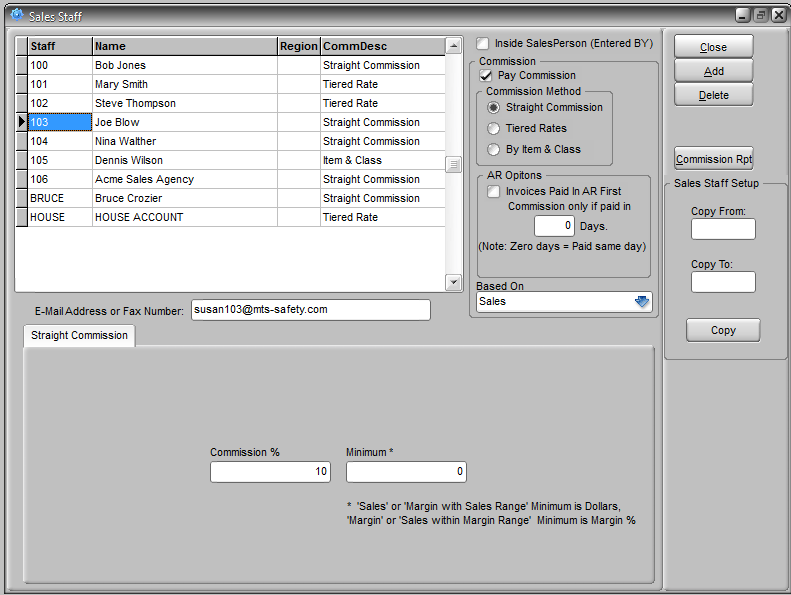 Sales Staff
Staff Name Region CommDesc
100 Bob Jones Straight Commission
101 Mary Smith Tiered Rate
102 Steve Thompson Tiered Rate
103 Joe Blow Straight Commission
104 Nina Walther Straight Commission
105 Dennis Wilson Item & Class
106 Acme Sales Agency Straight Commission
BRUCE Bruce Crozier Straight Commission
HOUSE HOUSE ACCOUNT Tiered Rate
E-Mail Address or Fax Number: susan103@mts-safety.com
Inside SalesPerson (Entered BY)
Commission
Pay Commission
Commission Method
Straight Commission
Tiered Rates
By Item & Class
AR Opitons
Invoices Paid In AR First
Commission only if paid in
0 Days.
(Note: Zero days = Paid same day)
Based On
Sales
Close
Add
Delete
Commission Rpt
Sales Staff Setup
Copy From:
Copy To:
Copy
Straight Commission
Commission % Minimum *
10 0
* 'Sales' or 'Margin with Sales Range' Minimum is Dollars,
'Margin' or 'Sales within Margin Range' Minimum is Margin %